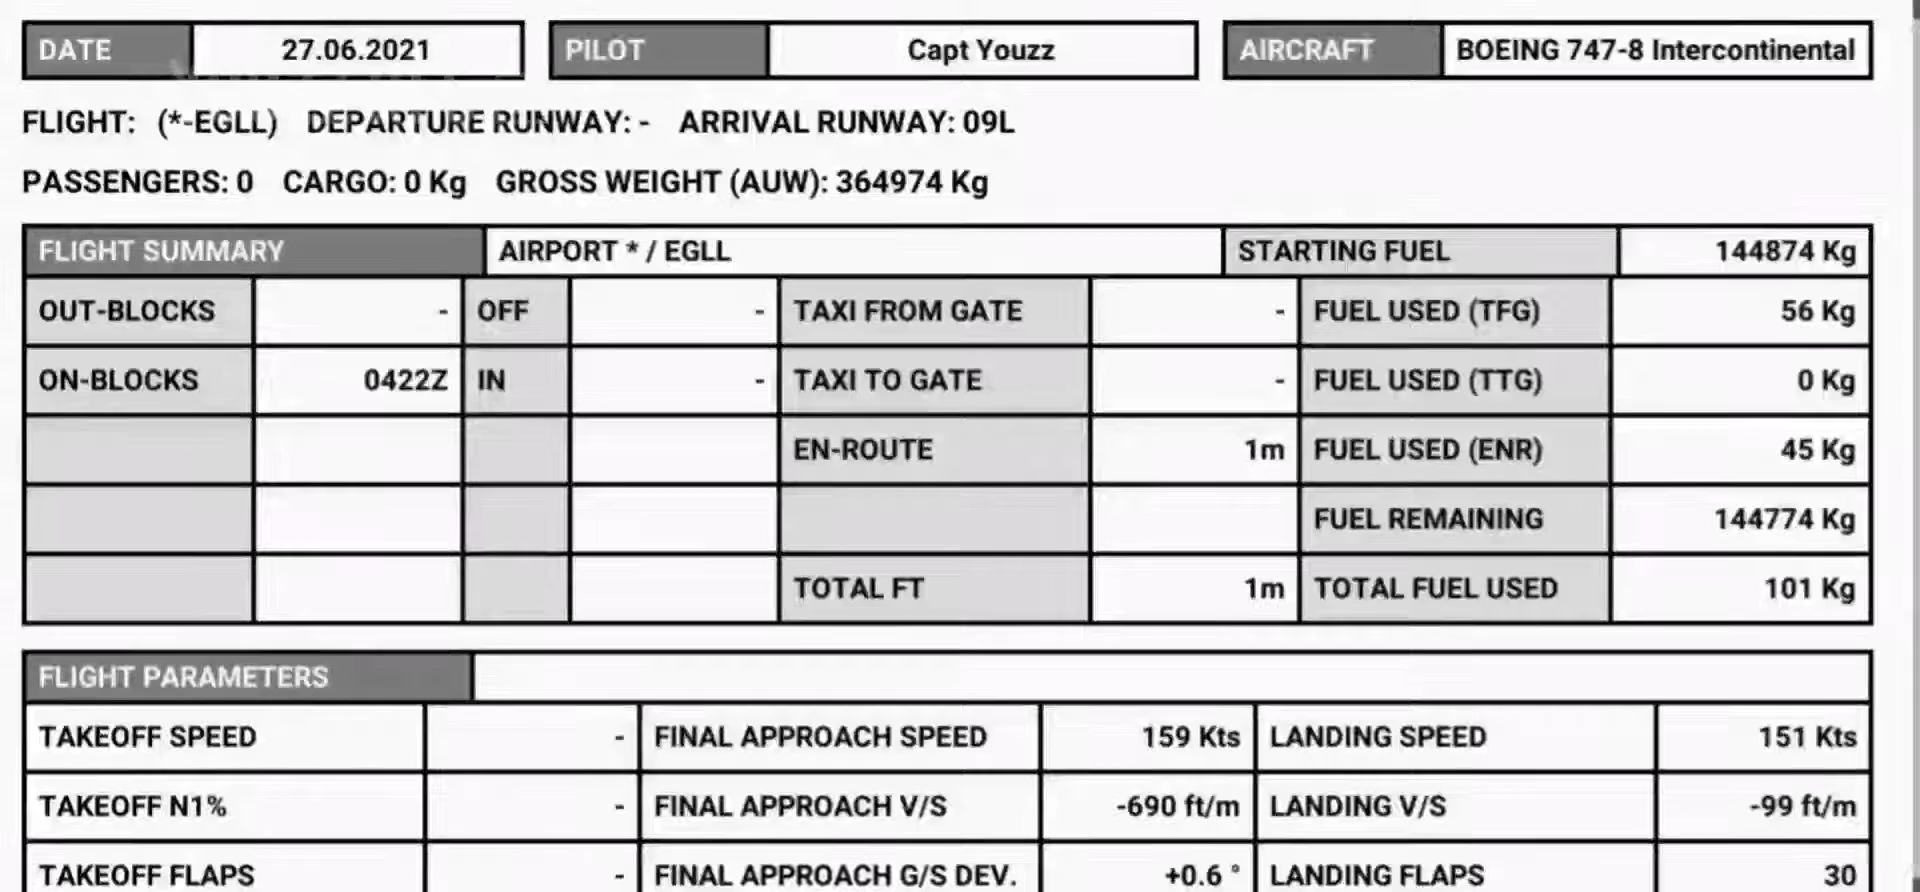 DATE 27.06.2021 PILOT Capt Youzz AIRCRAFT BOEING 747-8 Intercontinental
FLIGHT: (*-EGLL) DEPARTURE RUNWAY: - ARRIVAL RUNWAY: 09L
PASSENGERS: 0 CARGO: 0 Kg GROSS WEIGHT (AUW): 364974 Kg
FLIGHT SUMMARY AIRPORT * / EGLL STARTING FUEL 144874 Kg
OUT-BLOCKS - OFF - TAXI FROM GATE - FUEL USED (TFG) 56 Kg
ON-BLOCKS 0422Z IN - TAXI TO GATE - FUEL USED (TTG) 0 Kg
EN-ROUTE 1m FUEL USED (ENR) 45 Kg
FUEL REMAINING 144774 Kg
TOTAL FT 1m TOTAL FUEL USED 101 Kg
FLIGHT PARAMETERS
TAKEOFF SPEED - FINAL APPROACH SPEED 159 Kts LANDING SPEED 151 Kts
TAKEOFF N1% - FINAL APPROACH V/S -690 ft/m LANDING V/S -99 ft/m
TAKEOFF FLAPS - FINAL APPROACH G/S DEV. +0.6 ° LANDING FLAPS 30